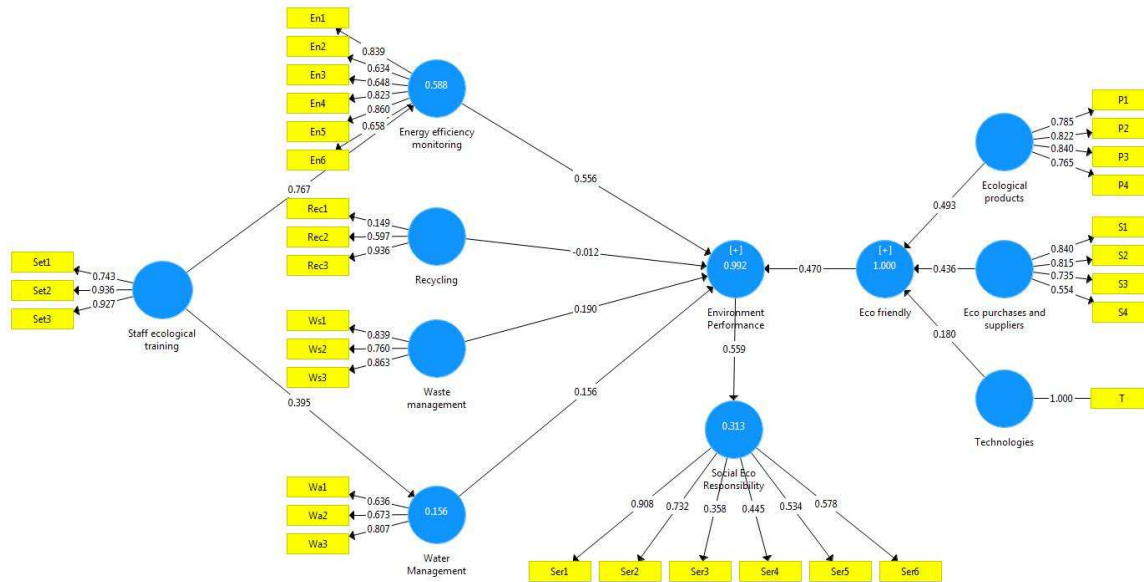 En1
En2
En3
En4
En5
En6
0.839
0.634
0.648
0.823
0.860
0.658
0.588
Energy efficiency
monitoring
0.767
0.556
Rec1
Rec2
Rec3
0.149
0.597
0.936
Recycling
-0.012
Set1
Set2
Set3
0.743
0.936
0.927
Staff ecological
training
Ws1
Ws2
Ws3
0.839
0.760
0.863
Waste
management
0.190
0.395
0.156
Wa1
Wa2
Wa3
0.636
0.673
0.807
0.156
Water
Management
[+]
0.992
Environment
Performance
0.470
[+]
1.000
Eco friendly
0.559
0.313
Social Eco
Responsibility
0.908
0.732
0.358
0.445
0.534
0.578
Ser1
Ser2
Ser3
Ser4
Ser5
Ser6
0.493
0.436
0.180
Ecological
products
0.785
0.822
0.840
0.765
P1
P2
P3
P4
Eco purchases and
suppliers
0.840
0.815
0.735
0.554
S1
S2
S3
S4
Technologies
1.000
T